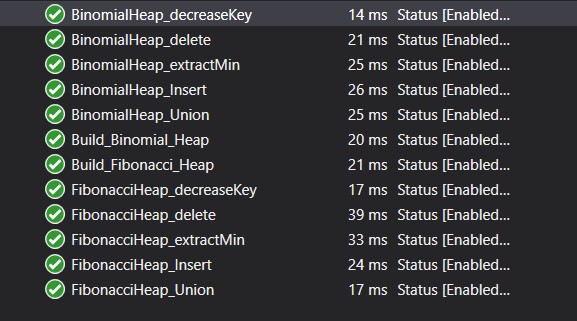 BinomialHeap_decreaseKey 14 ms Status [Enabled...
BinomialHeap_delete 21 ms Status [Enabled...
BinomialHeap_extractMin 25 ms Status [Enabled...
BinomialHeap_Insert 26 ms Status [Enabled...
BinomialHeap_Union 25 ms Status [Enabled...
Build_Binomial_Heap 20 ms Status [Enabled...
Build_Fibonacci_Heap 21 ms Status [Enabled...
FibonacciHeap_decreaseKey 17 ms Status [Enabled...
FibonacciHeap_delete 39 ms Status [Enabled...
FibonacciHeap_extractMin 33 ms Status [Enabled...
FibonacciHeap_Insert 24 ms Status [Enabled...
FibonacciHeap_Union 17 ms Status [Enabled...